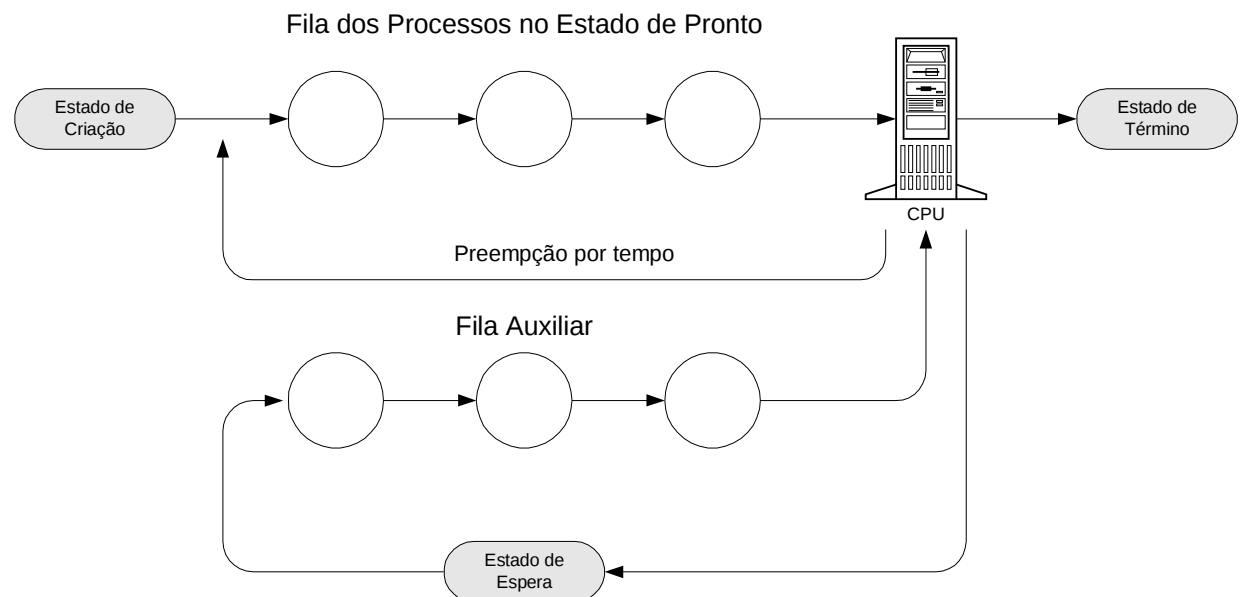 Fila dos Processos no Estado de Pronto
Estado de
Criação
Estado de
Término
CPU
Preempção por tempo
Fila Auxiliar
Estado de
Espera